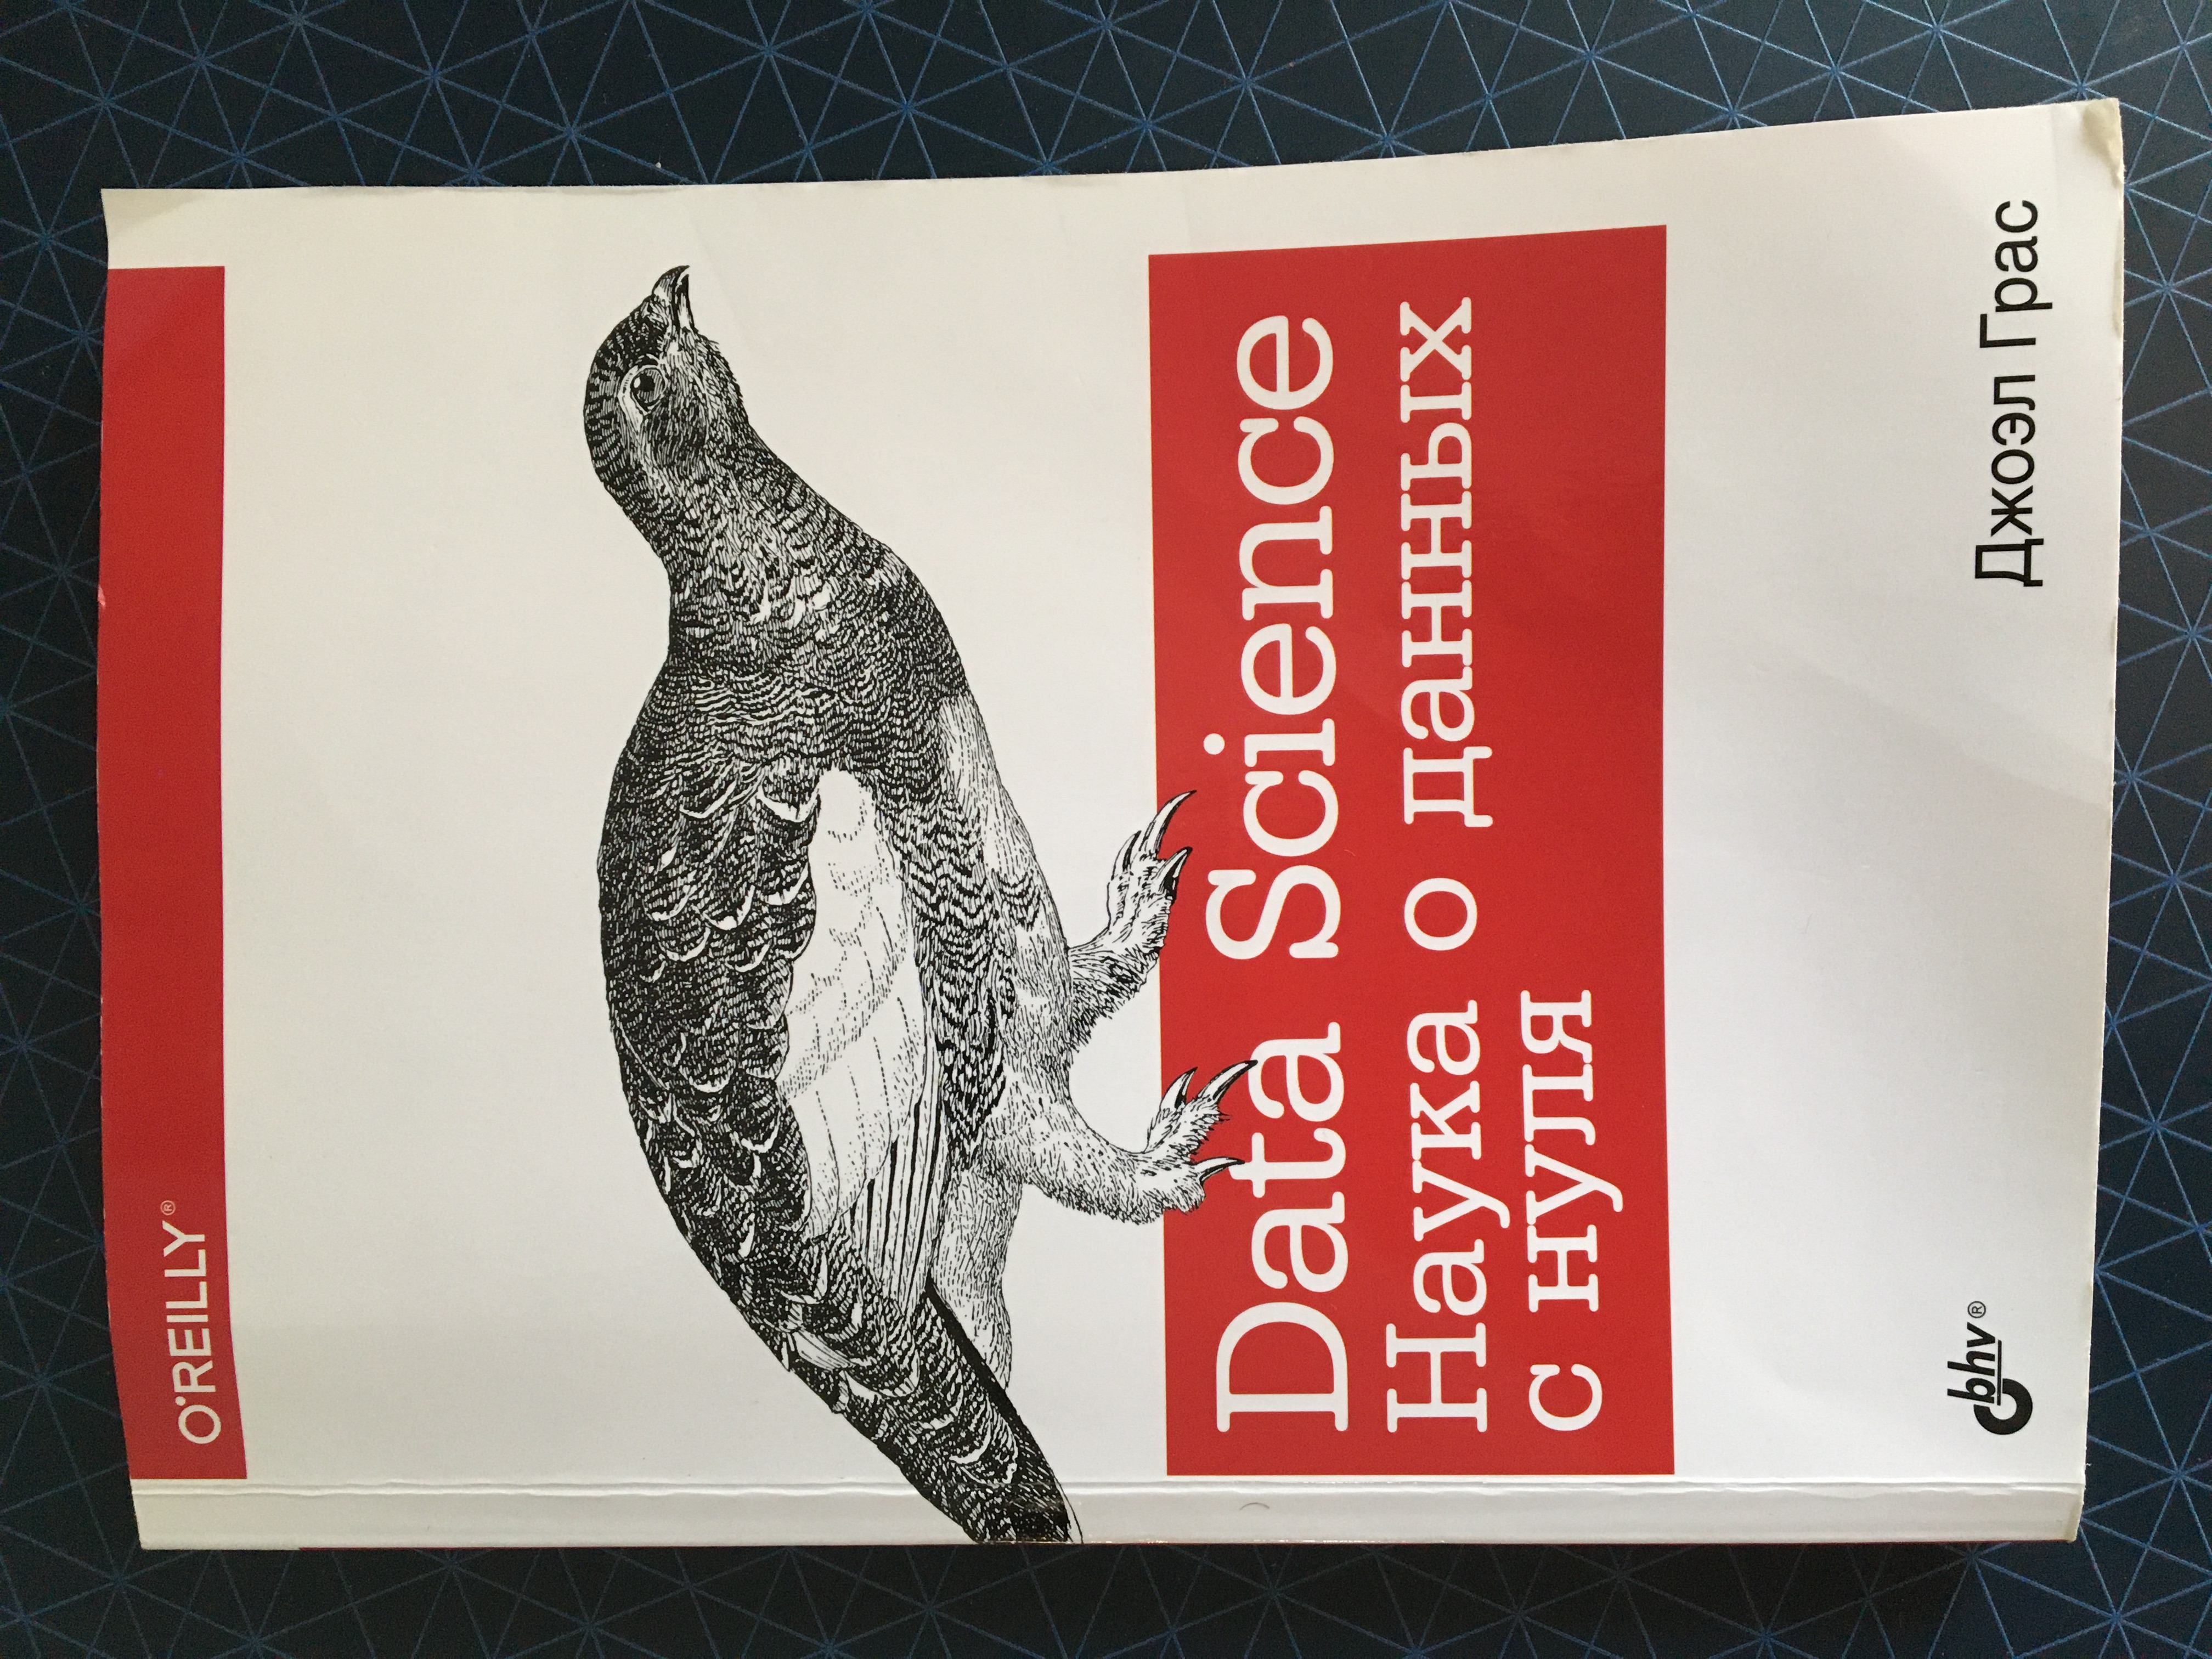 O'REILLY®
Data Science
Наука о данных
с нуля
bhv®
Джоэл Грас